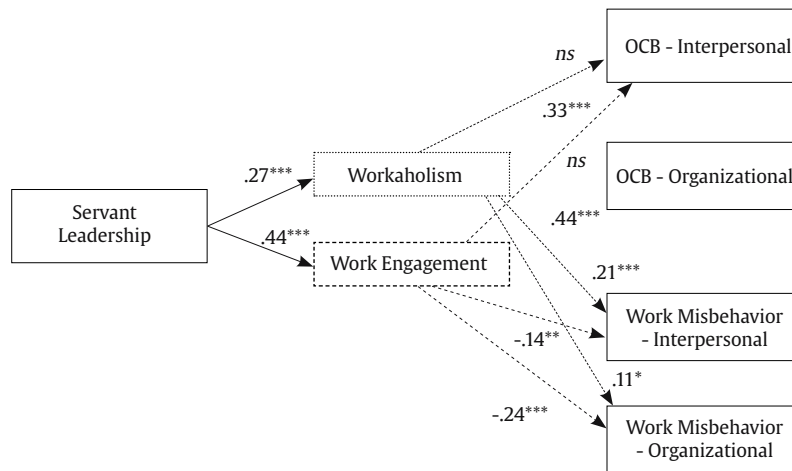 OCB - Interpersonal
ns
.33***
ns
OCB - Organizational
.27***
Workaholism
Servant
Leadership
.44***
.44***
Work Engagement
.21***
Work Misbehavior
- Interpersonal
-.14**
.11*
-.24***
Work Misbehavior
- Organizational